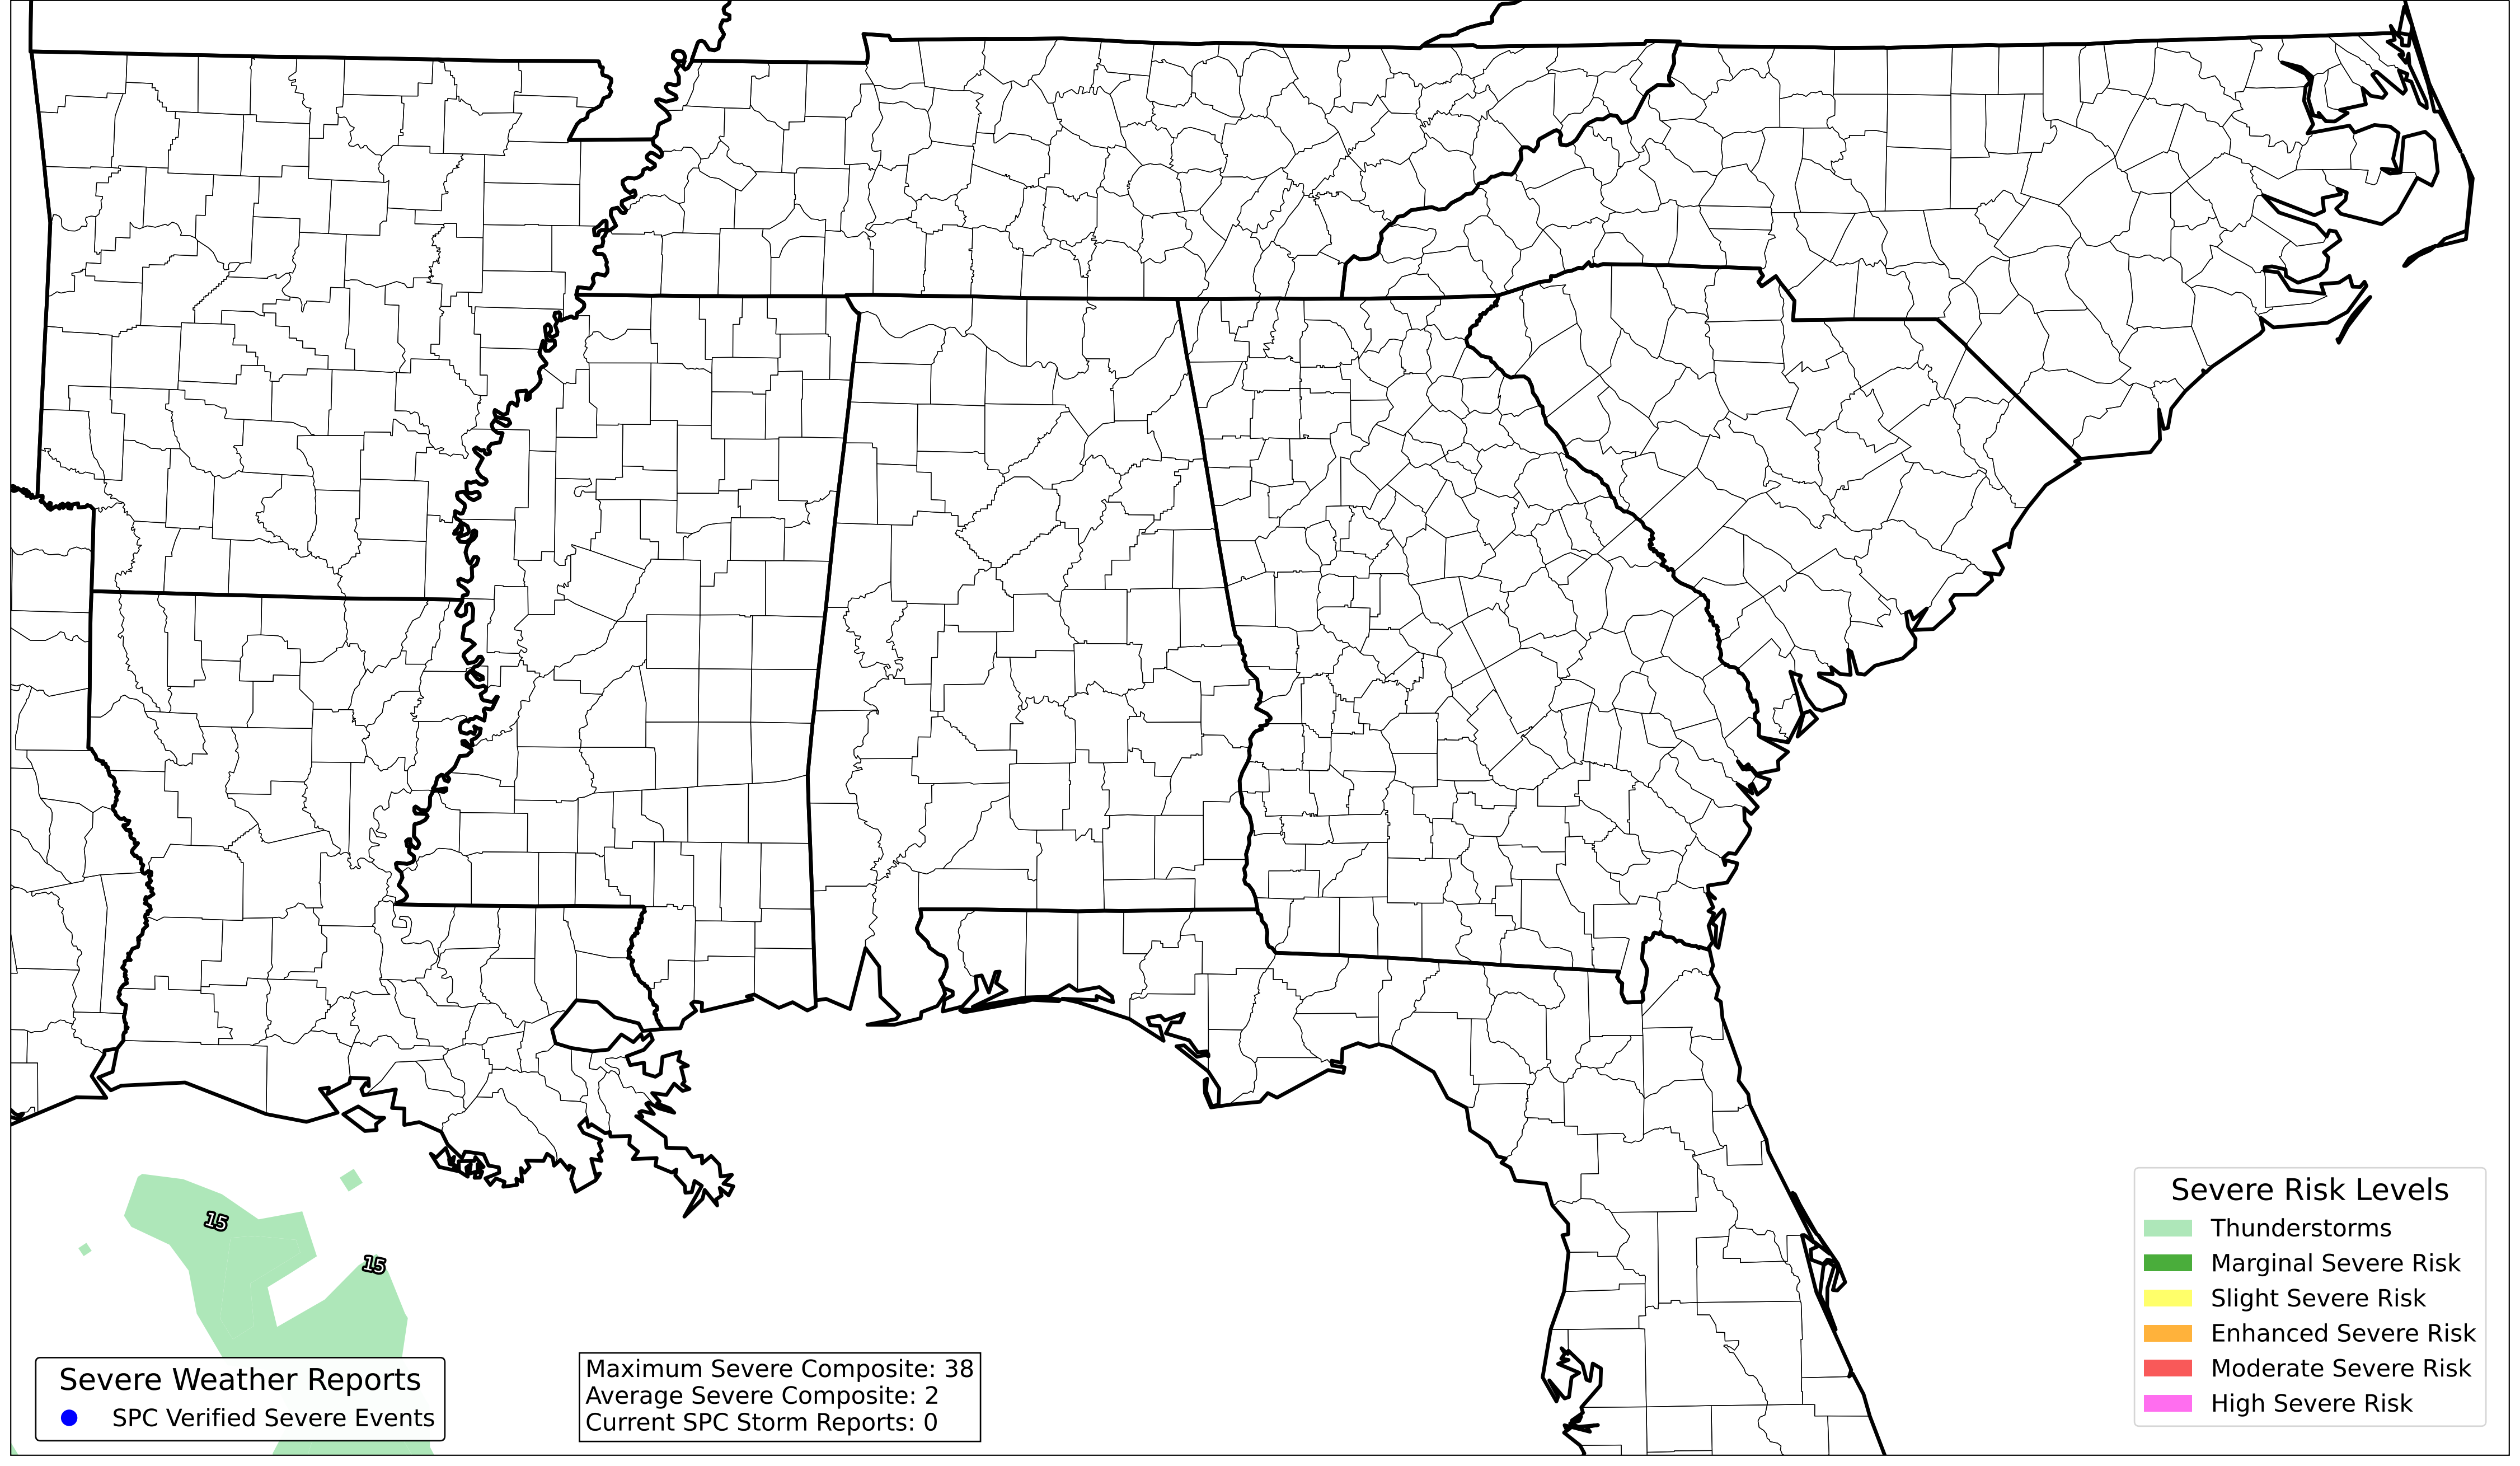 15
15
Severe Weather Reports
SPC Verified Severe Events
Maximum Severe Composite: 38
Average Severe Composite: 2
Current SPC Storm Reports: 0
Severe Risk Levels
Thunderstorms
Marginal Severe Risk
Slight Severe Risk
Enhanced Severe Risk
Moderate Severe Risk
High Severe Risk